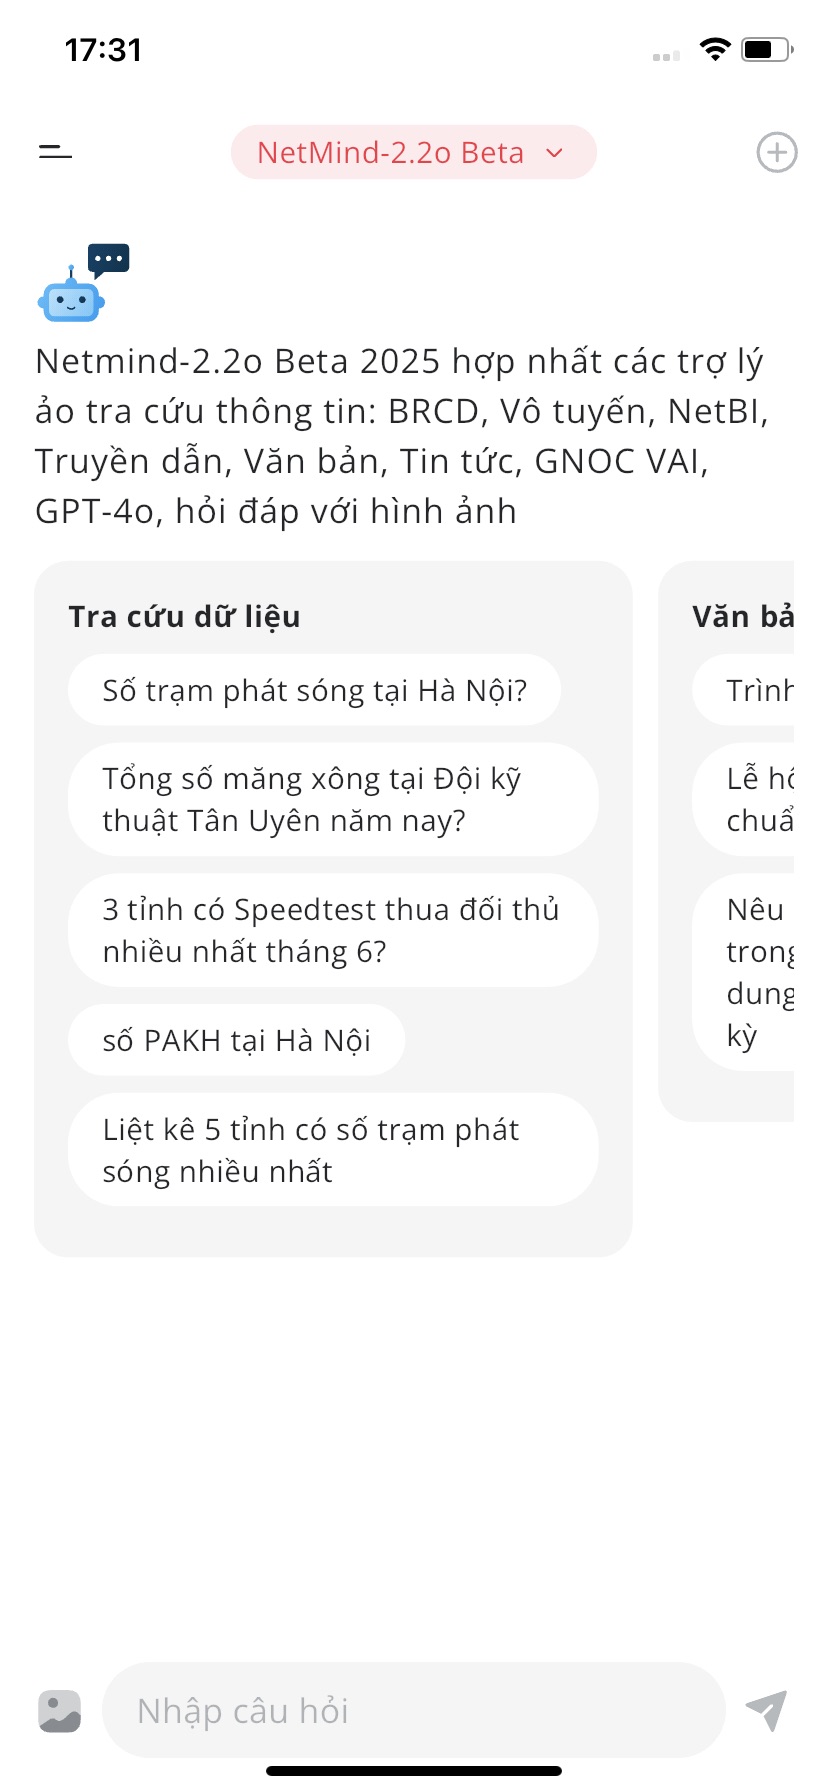 17:31
NetMind-2.2o Beta
Netmind-2.2o Beta 2025 hợp nhất các trợ lý
ảo tra cứu thông tin: BRCD, Vô tuyến, NetBI,
Truyền dẫn, Văn bản, Tin tức, GNOC VAI,
GPT-4o, hỏi đáp với hình ảnh
Tra cứu dữ liệu
Số trạm phát sóng tại Hà Nội?
Tổng số măng xông tại Đội kỹ
thuật Tân Uyên năm nay?
3 tỉnh có Speedtest thua đối thủ
nhiều nhất tháng 6?
số PAKH tại Hà Nội
Liệt kê 5 tỉnh có số trạm phát
sóng nhiều nhất
Văn bả
Trình
Lễ hộ
chuẩ
Nêu
trong
dung
kỳ
Nhập câu hỏi